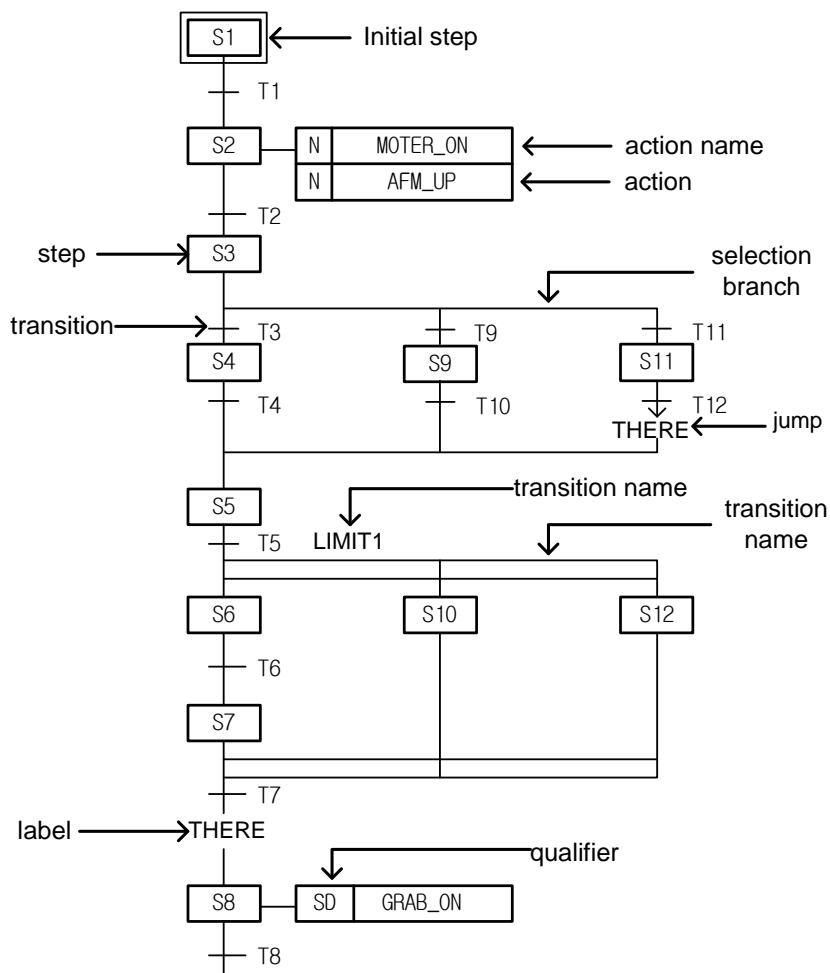 S1
Initial step
T1
S2
N
MOTER_ON
action name
N
AFM_UP
action
T2
step
S3
selection
branch
transition
T3
T9
T11
S4
S9
S11
T4
T10
T12
THERE
jump
S5
transition name
transition
name
T5
LIMIT1
S6
S10
S12
T6
S7
T7
label
THERE
qualifier
S8
SD
GRAB_ON
T8